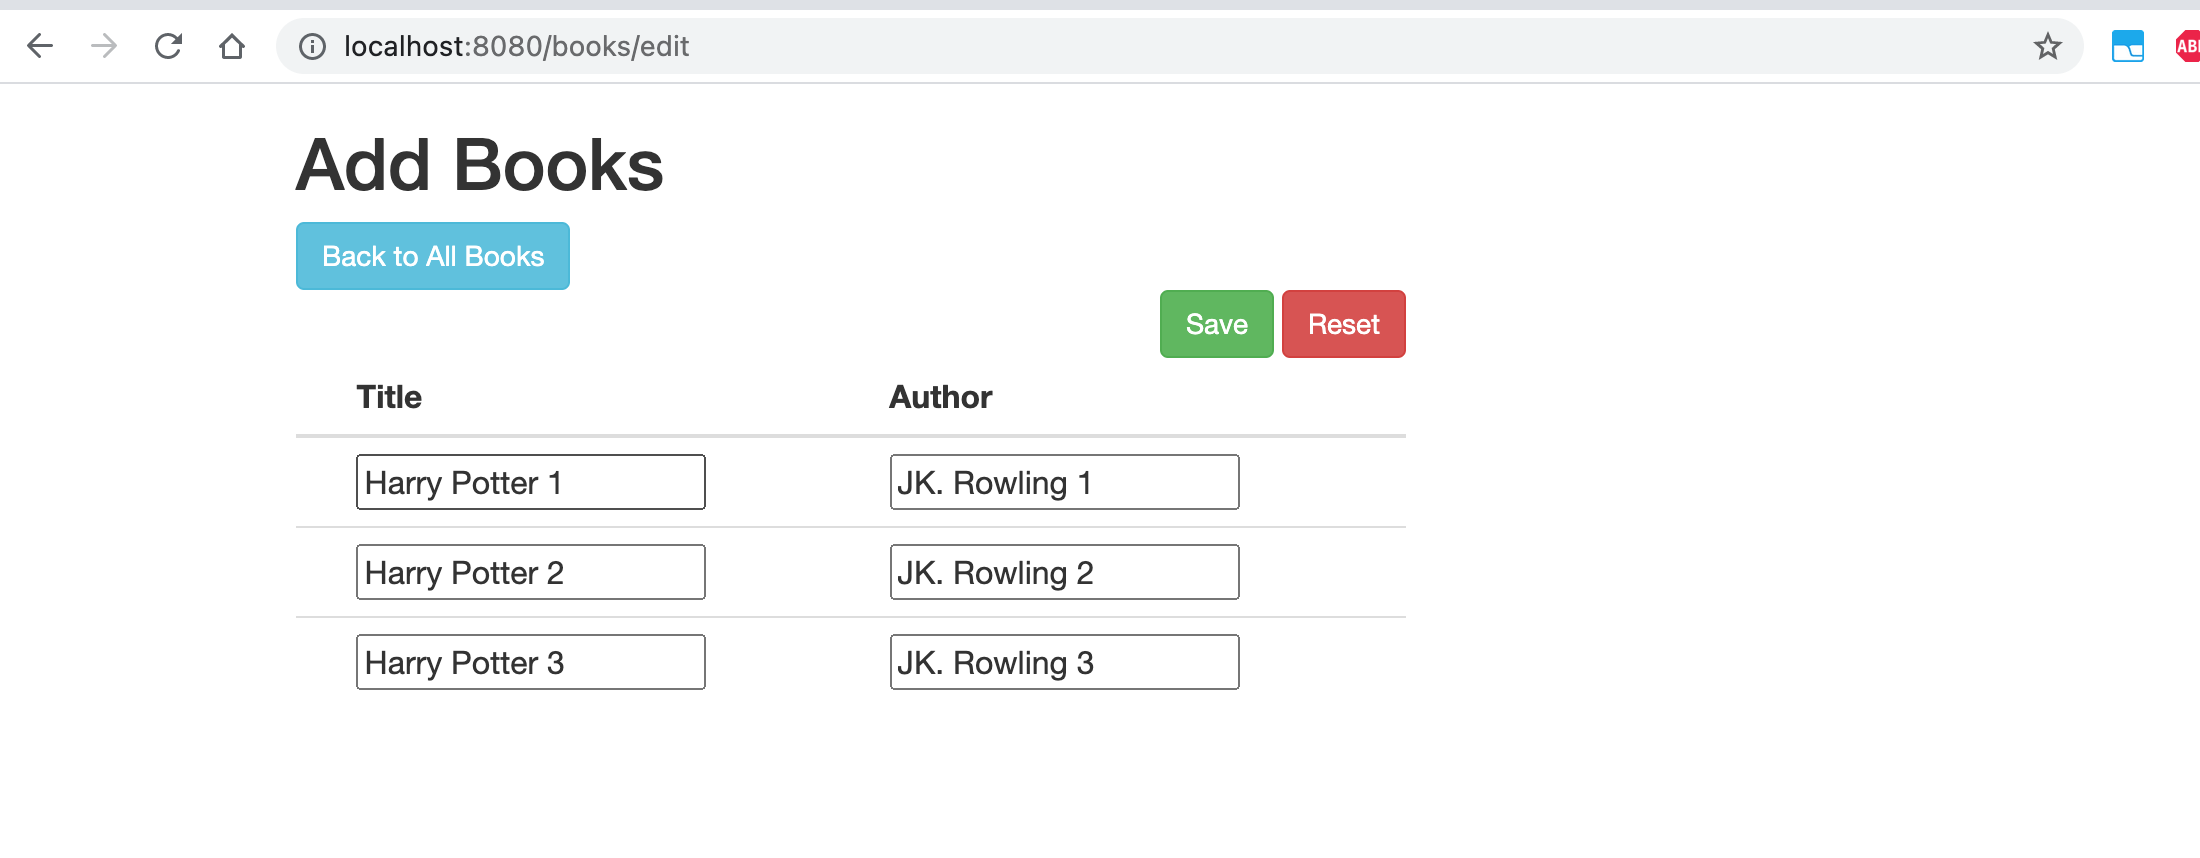 localhost:8080/books/edit
AB
Add Books
Back to All Books
Save Reset
Title Author
Harry Potter 1 JK. Rowling 1
Harry Potter 2 JK. Rowling 2
Harry Potter 3 JK. Rowling 3